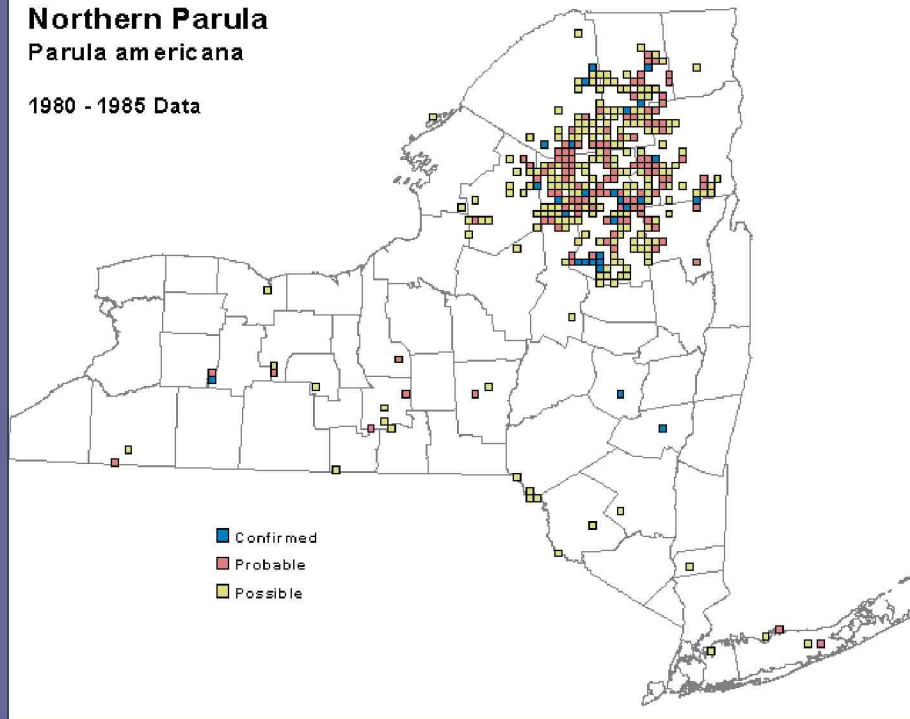 Northern Parula
Parula americana
1980 - 1985 Data
Confirmed
Probable
Possible